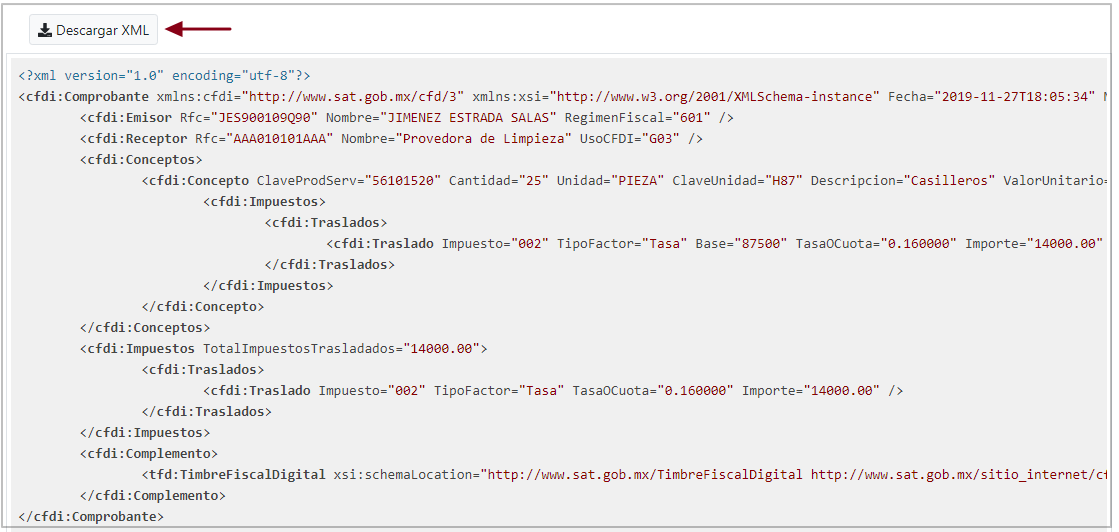 Descargar XML
<?xml version="1.0" encoding="utf-8"?>
<cfdi:Comprobante xmlns:cfdi="http://www.sat.gob.mx/cfd/3" xmlns:xsi="http://www.w3.org/2001/XMLSchema-instance" Fecha="2019-11-27T18:05:34"
<cfdi:Emisor Rfc="JES900109Q90" Nombre="JIMENEZ ESTRADA SALAS" RegimenFiscal="601" />
<cfdi:Receptor Rfc="AAA010101AAA" Nombre="Provedora de Limpieza" UsoCFDI="G03" />
<cfdi:Conceptos>
<cfdi:Concepto ClaveProdServ="56101520" Cantidad="25" Unidad="PIEZA" ClaveUnidad="H87" Descripcion="Casilleros" ValorUnitario=
<cfdi:Impuestos>
<cfdi:Traslados>
<cfdi:Traslado Impuesto="002" TipoFactor="Tasa" Base="87500" TasaOCuota="0.160000" Importe="14000.00"
</cfdi:Traslados>
</cfdi:Impuestos>
</cfdi:Concepto>
</cfdi:Conceptos>
<cfdi:Impuestos TotalImpuestosTrasladados="14000.00">
<cfdi:Traslados>
<cfdi:Traslado Impuesto="002" TipoFactor="Tasa" TasaOCuota="0.160000" Importe="14000.00" />
</cfdi:Traslados>
</cfdi:Impuestos>
<cfdi:Complemento>
<tfd:TimbreFiscalDigital xsi:schemaLocation="http://www.sat.gob.mx/TimbreFiscalDigital http://www.sat.gob.mx/sitio_internet/cf
</cfdi:Complemento>
</cfdi:Comprobante>